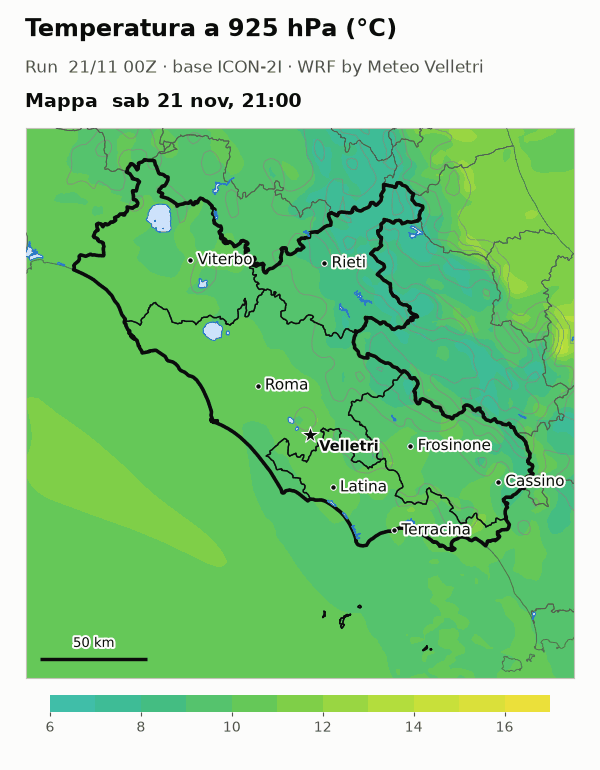 Temperatura a 925 hPa (°C)
Run  21/11 00Z · base ICON-2I · WRF by Meteo Velletri
Mappa  sab 21 nov, 21:00
Viterbo
Rieti
Roma
Velletri
Frosinone
Cassino
Latina
Terracina
50 km
6 8 10 12 14 16